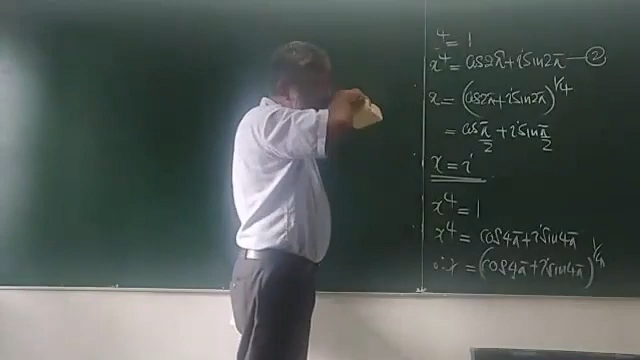 ⁴ = 1
x⁴ = cos2π + i sin2π — ②
x = (cos2π + i sin2π)^1/4
= cos π/2 + i sin π/2
x = i
x⁴ = 1
x⁴ = cos4π + i sin4π
∴ x = (cos4π + i sin4π)^1/4